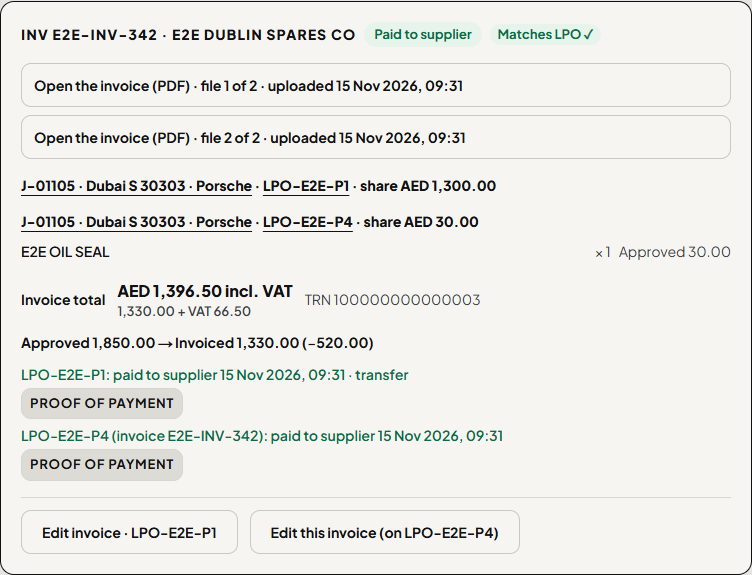 INV E2E-INV-342 · E2E DUBLIN SPARES CO Paid to supplier Matches LPO ✓
Open the invoice (PDF) · file 1 of 2 · uploaded 15 Nov 2026, 09:31
Open the invoice (PDF) · file 2 of 2 · uploaded 15 Nov 2026, 09:31
J-01105 · Dubai S 30303 · Porsche · LPO-E2E-P1 · share AED 1,300.00
J-01105 · Dubai S 30303 · Porsche · LPO-E2E-P4 · share AED 30.00
E2E OIL SEAL × 1 Approved 30.00
Invoice total AED 1,396.50 incl. VAT TRN 100000000000003
1,330.00 + VAT 66.50
Approved 1,850.00 → Invoiced 1,330.00 (−520.00)
LPO-E2E-P1: paid to supplier 15 Nov 2026, 09:31 · transfer
PROOF OF PAYMENT
LPO-E2E-P4 (invoice E2E-INV-342): paid to supplier 15 Nov 2026, 09:31
PROOF OF PAYMENT
Edit invoice · LPO-E2E-P1 Edit this invoice (on LPO-E2E-P4)